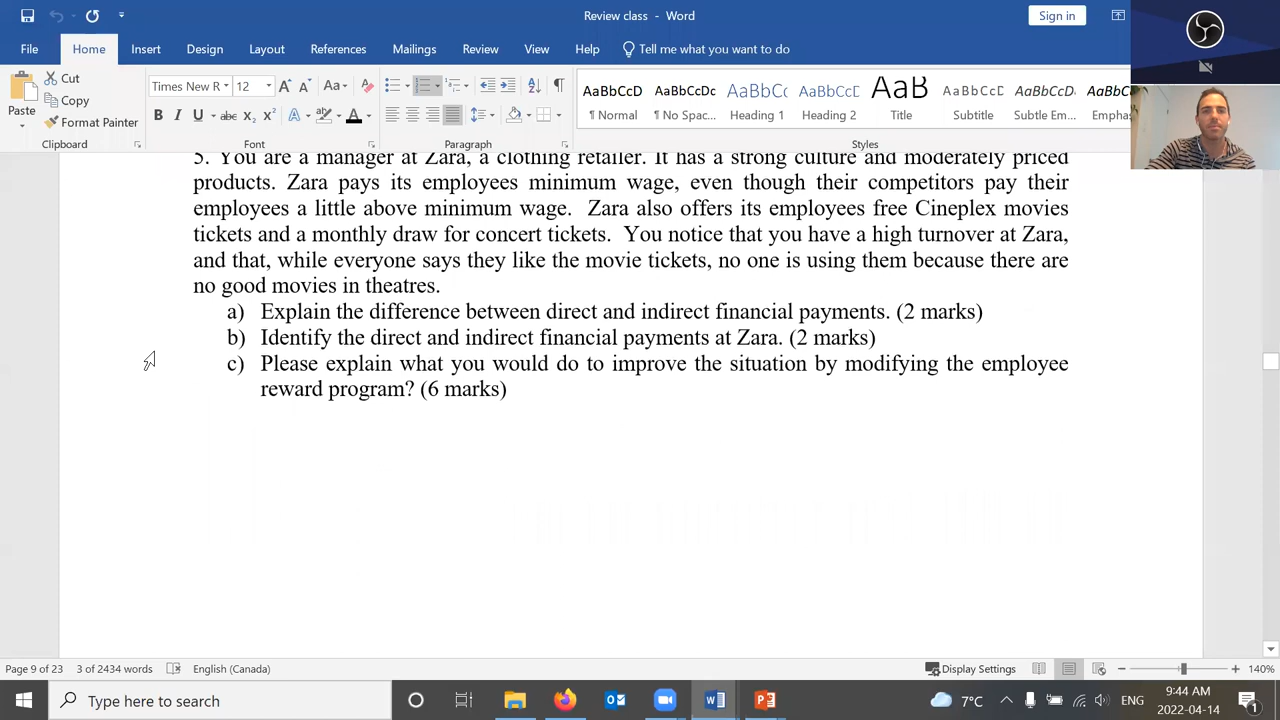 Review class - Word
Sign in
File Home Insert Design Layout References Mailings Review View Help Tell me what you want to do
Paste
Cut
Copy
Format Painter
Clipboard
Times New R 12
Font
Paragraph
AaBbCcD AaBbCcDc AaBbCc AaBbCcD AaB AaBbCcD AaBbCcD
¶ Normal ¶ No Spac... Heading 1 Heading 2 Title Subtitle Subtle Em... Emphas
Styles
5. You are a manager at Zara, a clothing retailer. It has a strong culture and moderately priced
products. Zara pays its employees minimum wage, even though their competitors pay their
employees a little above minimum wage. Zara also offers its employees free Cineplex movies
tickets and a monthly draw for concert tickets. You notice that you have a high turnover at Zara,
and that, while everyone says they like the movie tickets, no one is using them because there are
no good movies in theatres.
a) Explain the difference between direct and indirect financial payments. (2 marks)
b) Identify the direct and indirect financial payments at Zara. (2 marks)
c) Please explain what you would do to improve the situation by modifying the employee
reward program? (6 marks)
Page 9 of 23 3 of 2434 words English (Canada) Display Settings 140%
Type here to search
7°C ENG 9:44 AM
2022-04-14